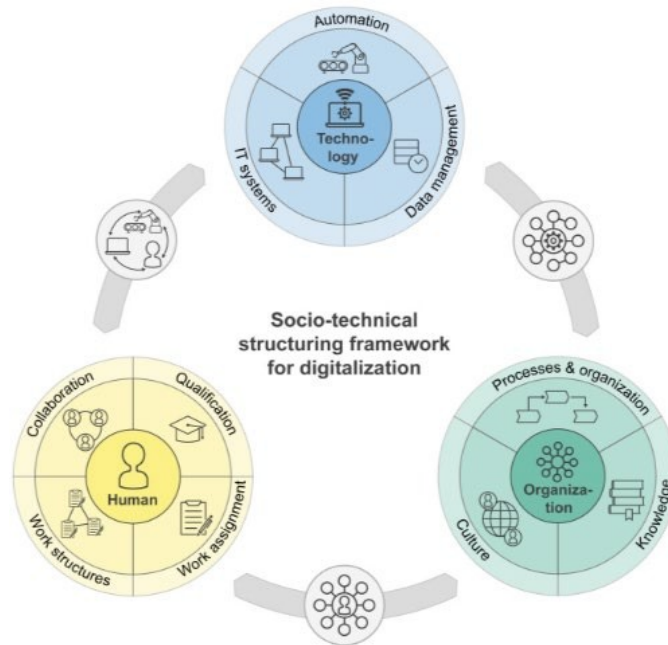 Automation
Techno-
logy
IT systems
Data management
Socio-technical
structuring framework
for digitalization
Collaboration
Qualification
Human
Work structures
Work assignment
Processes & organization
Organiza-
tion
Culture
Knowledge